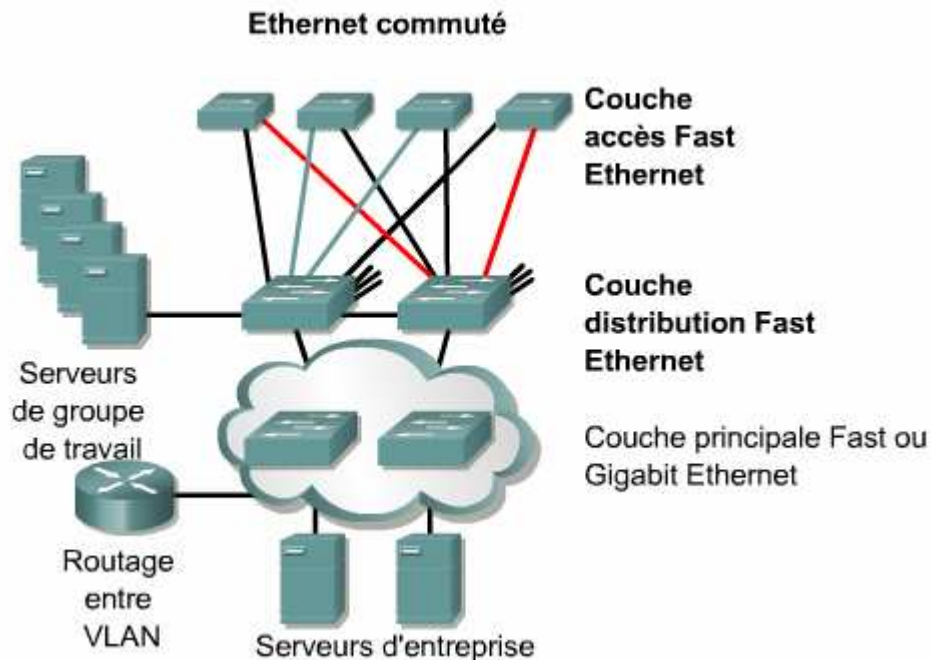 Ethernet commuté
Couche
accès Fast
Ethernet
Couche
distribution Fast
Ethernet
Serveurs
de groupe
de travail
Couche principale Fast ou
Gigabit Ethernet
Routage
entre
VLAN
Serveurs d'entreprise